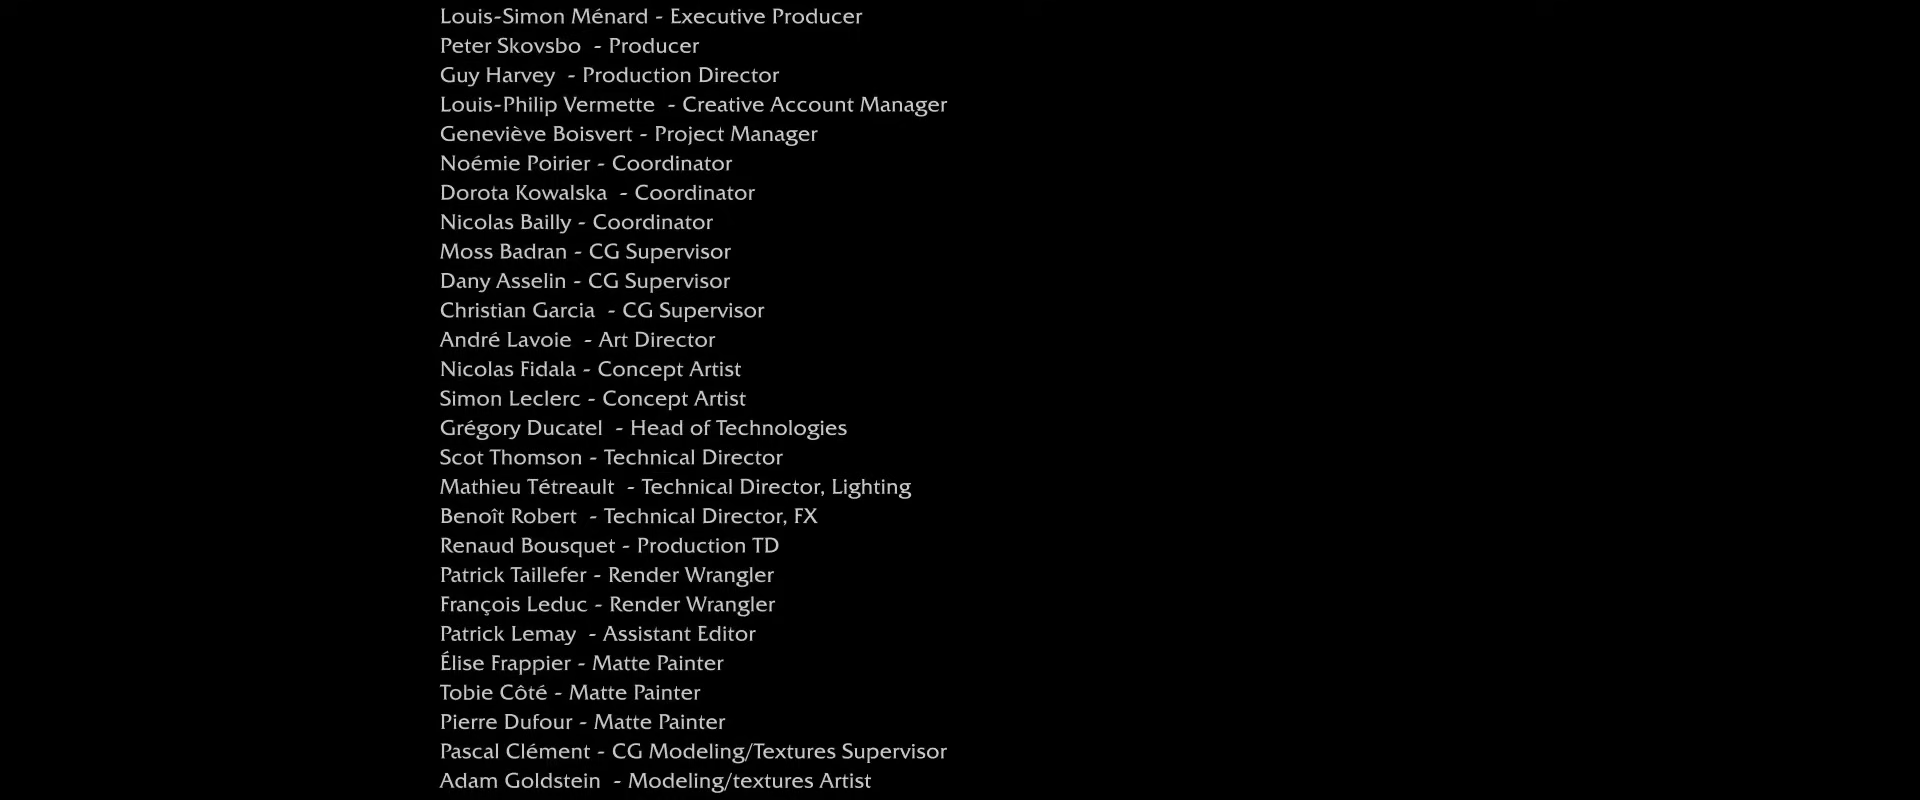 Louis-Simon Ménard - Executive Producer
Peter Skovsbo  - Producer
Guy Harvey  - Production Director
Louis-Philip Vermette  - Creative Account Manager
Geneviève Boisvert - Project Manager
Noémie Poirier - Coordinator
Dorota Kowalska  - Coordinator
Nicolas Bailly - Coordinator
Moss Badran - CG Supervisor
Dany Asselin - CG Supervisor
Christian Garcia  - CG Supervisor
André Lavoie  - Art Director
Nicolas Fidala - Concept Artist
Simon Leclerc - Concept Artist
Grégory Ducatel  - Head of Technologies
Scot Thomson - Technical Director
Mathieu Tétreault  - Technical Director, Lighting
Benoît Robert  - Technical Director, FX
Renaud Bousquet - Production TD
Patrick Taillefer - Render Wrangler
François Leduc - Render Wrangler
Patrick Lemay  - Assistant Editor
Élise Frappier - Matte Painter
Tobie Côté - Matte Painter
Pierre Dufour - Matte Painter
Pascal Clément - CG Modeling/Textures Supervisor
Adam Goldstein  - Modeling/textures Artist